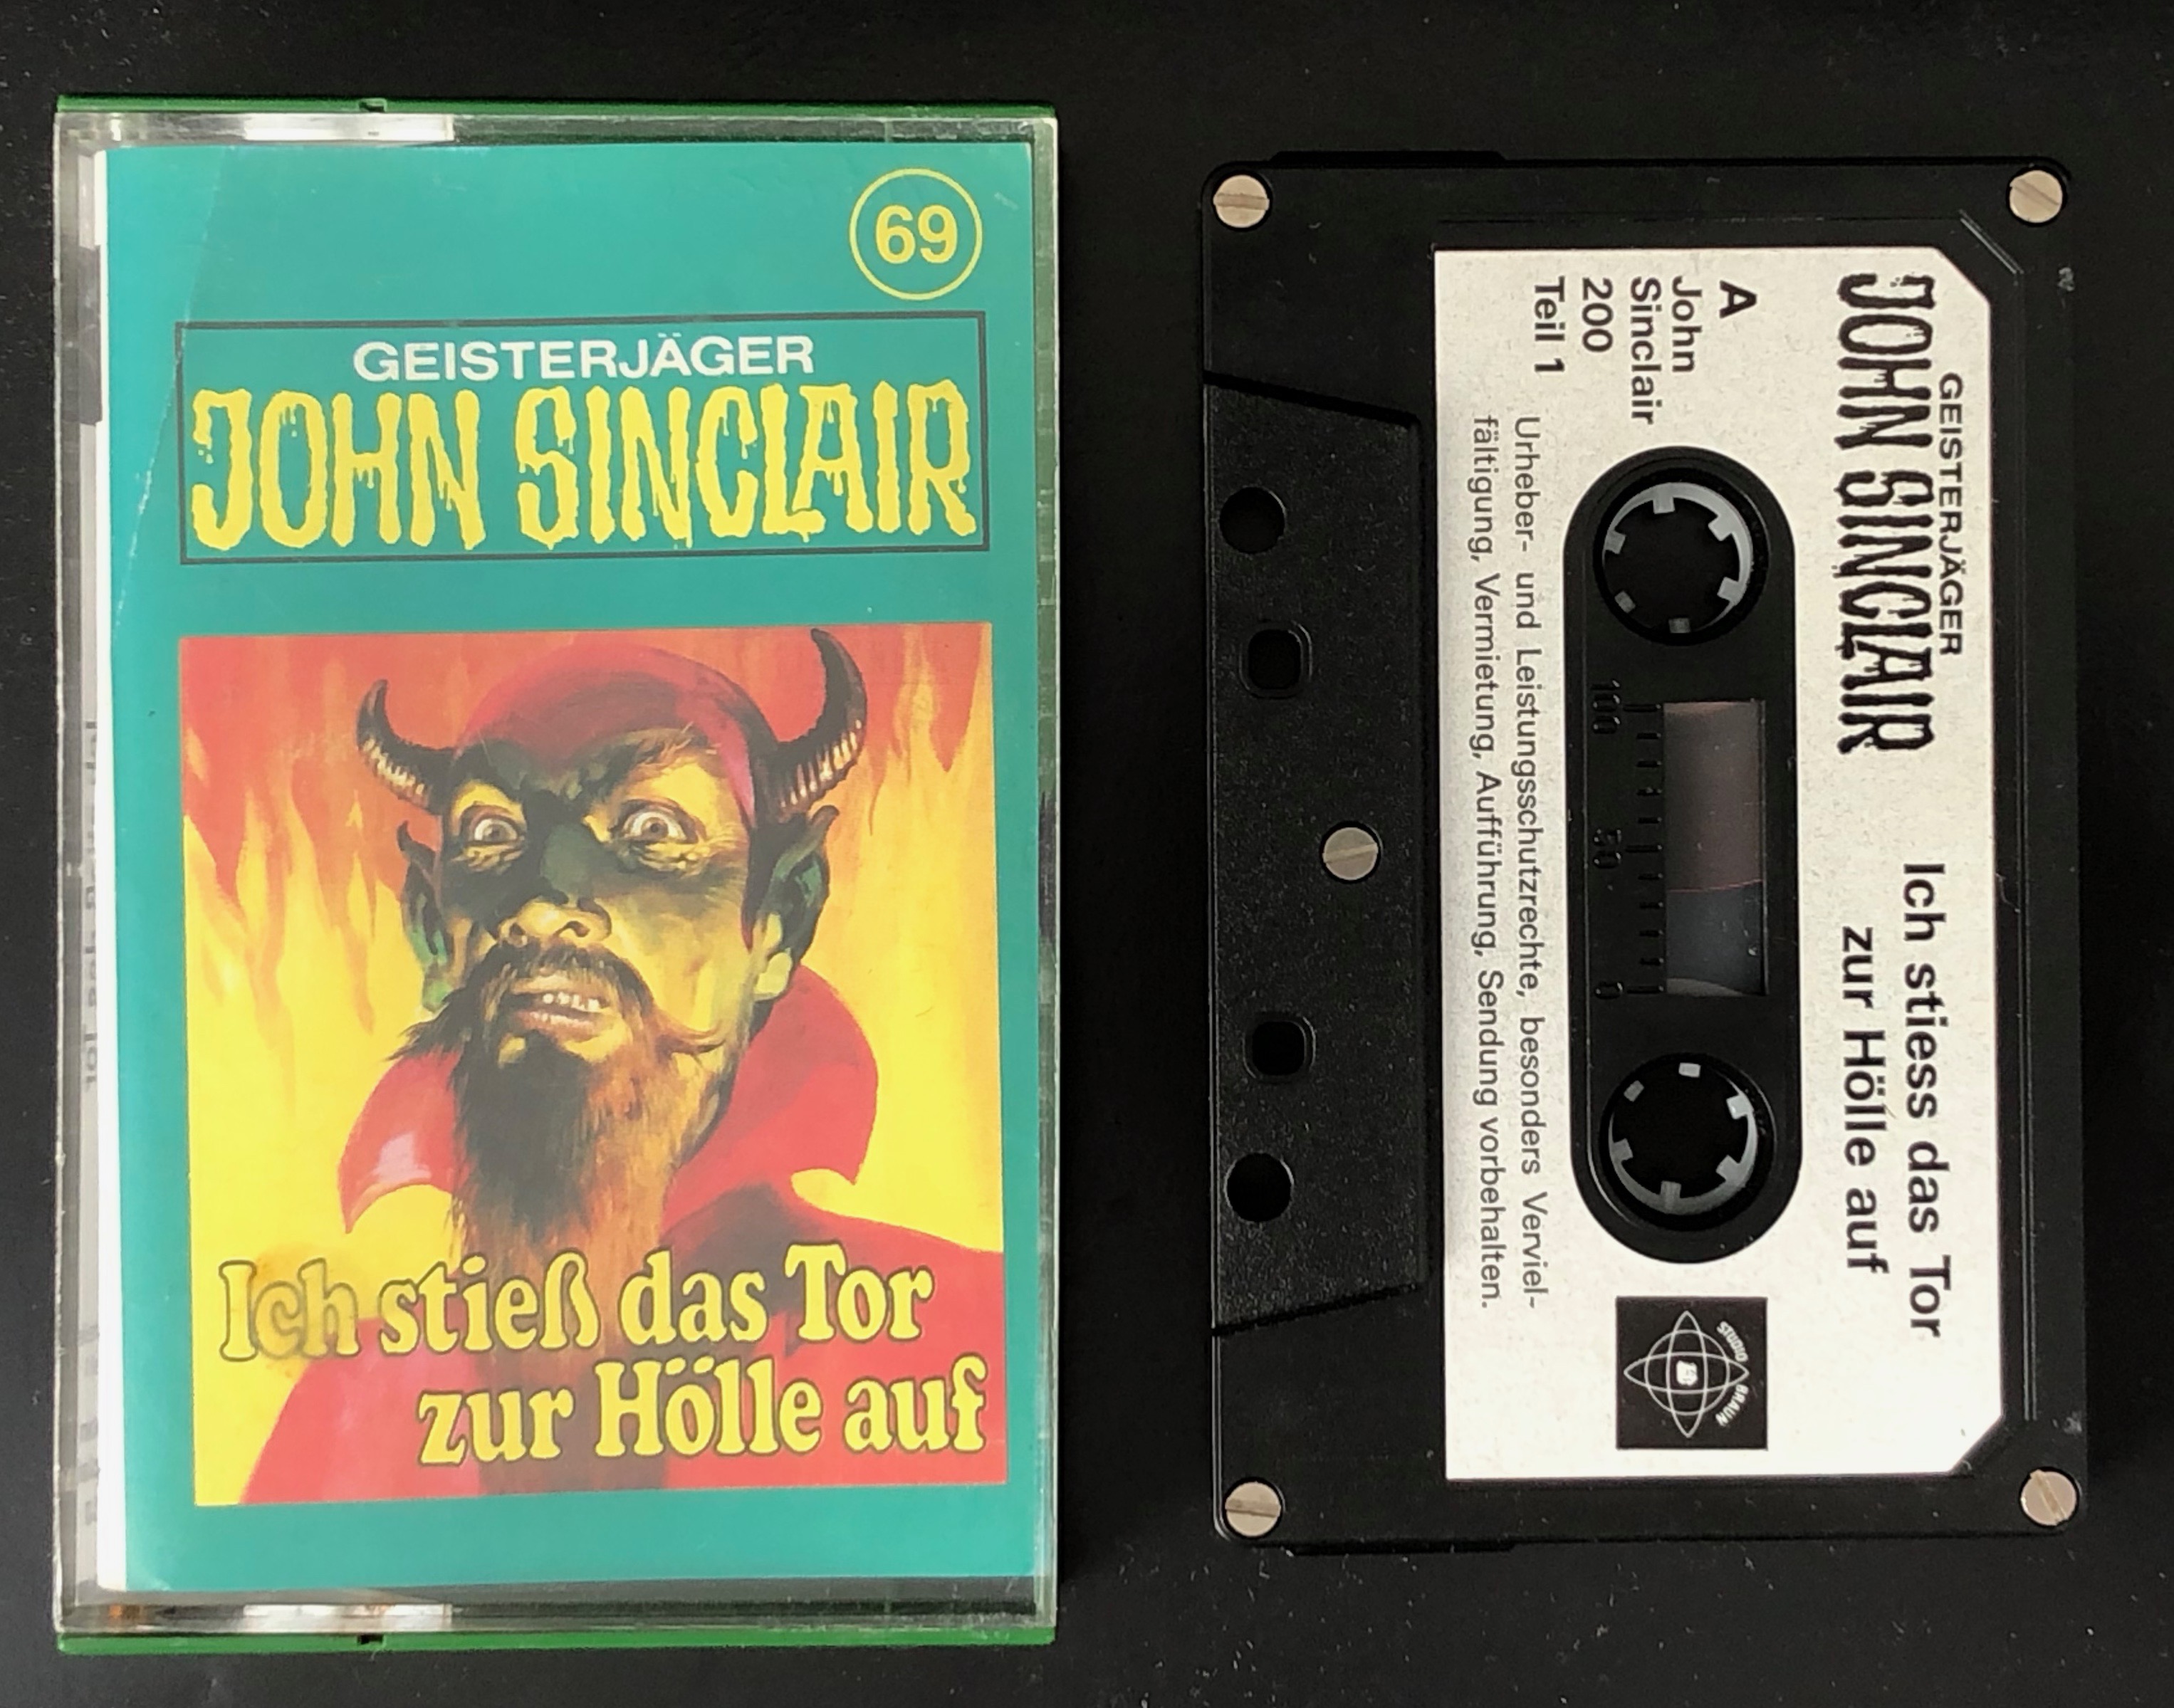 69
GEISTERJÄGER
JOHN SINCLAIR
Ich stieß das Tor
zur Hölle auf
GEISTERJÄGER
JOHN SINCLAIR
Ich stiess das Tor
zur Hölle auf
A
John
Sinclair
200
Teil 1
100
50
0
STUDIO
BRAUN
Urheber- und Leistungsschutzrechte, besonders Verviel-
fältigung, Vermietung, Aufführung, Sendung vorbehalten.